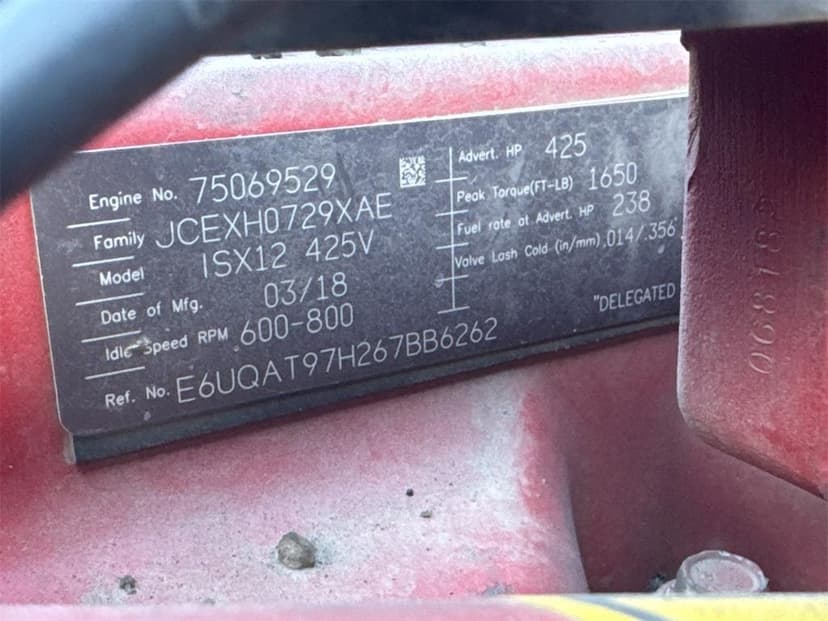 Engine No. 75069529
Family JCEXH0729XAE
Model ISX12 425V
Date of Mfg. 03/18
Idle Speed RPM 600-800
Ref. No. E6UQAT97H267BB6262
Advert. HP 425
Peak Torque(FT-LB) 1650
Fuel rate at Advert. HP 238
Valve Lash Cold (in/mm) .014/.356
"DELEGATED